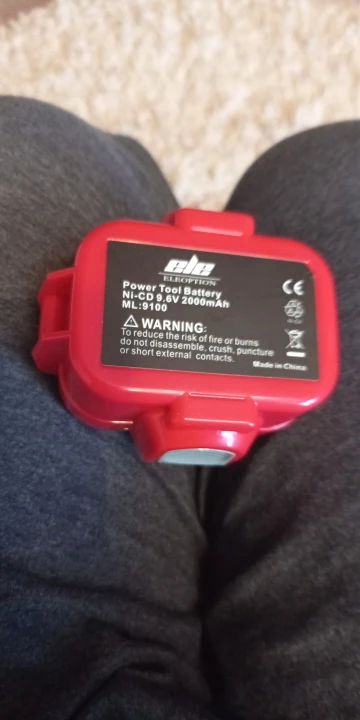 ele
ELEOPTION
Power Tool Battery
Ni-CD 9.6V 2000mAh
ML:9100
WARNING:
To reduce the risk of fire or burns
do not disassemble, crush, puncture
or short external contacts.
CE
Made in China